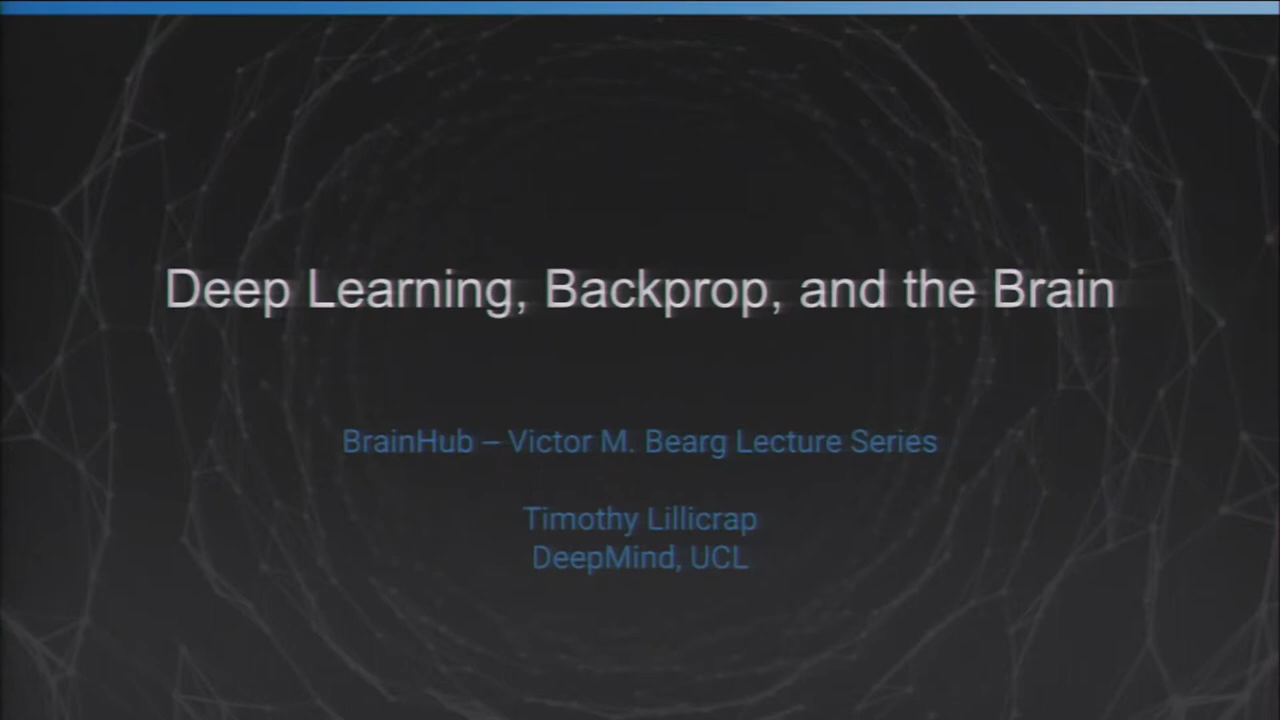 Deep Learning, Backprop, and the Brain
BrainHub – Victor M. Bearg Lecture Series
Timothy Lillicrap
DeepMind, UCL